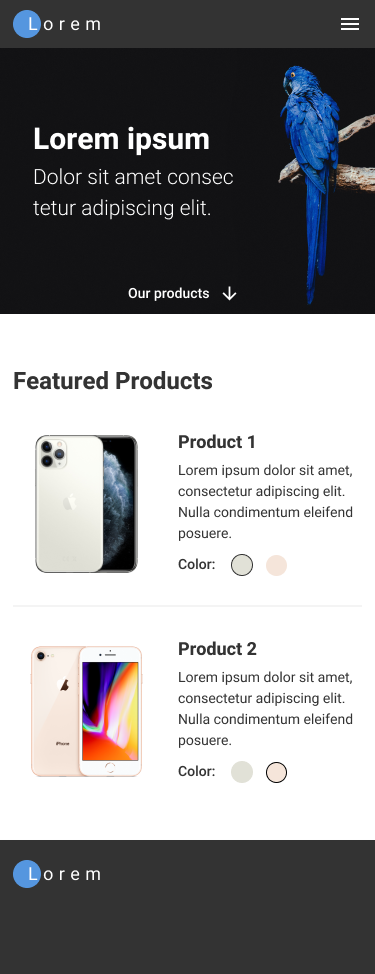 Lorem
Lorem ipsum
Dolor sit amet consec
tetur adipiscing elit.
Our products
Featured Products
Product 1
Lorem ipsum dolor sit amet,
consectetur adipiscing elit.
Nulla condimentum eleifend
posuere.
Color:
Product 2
Lorem ipsum dolor sit amet,
consectetur adipiscing elit.
Nulla condimentum eleifend
posuere.
Color:
iPhone
Lorem